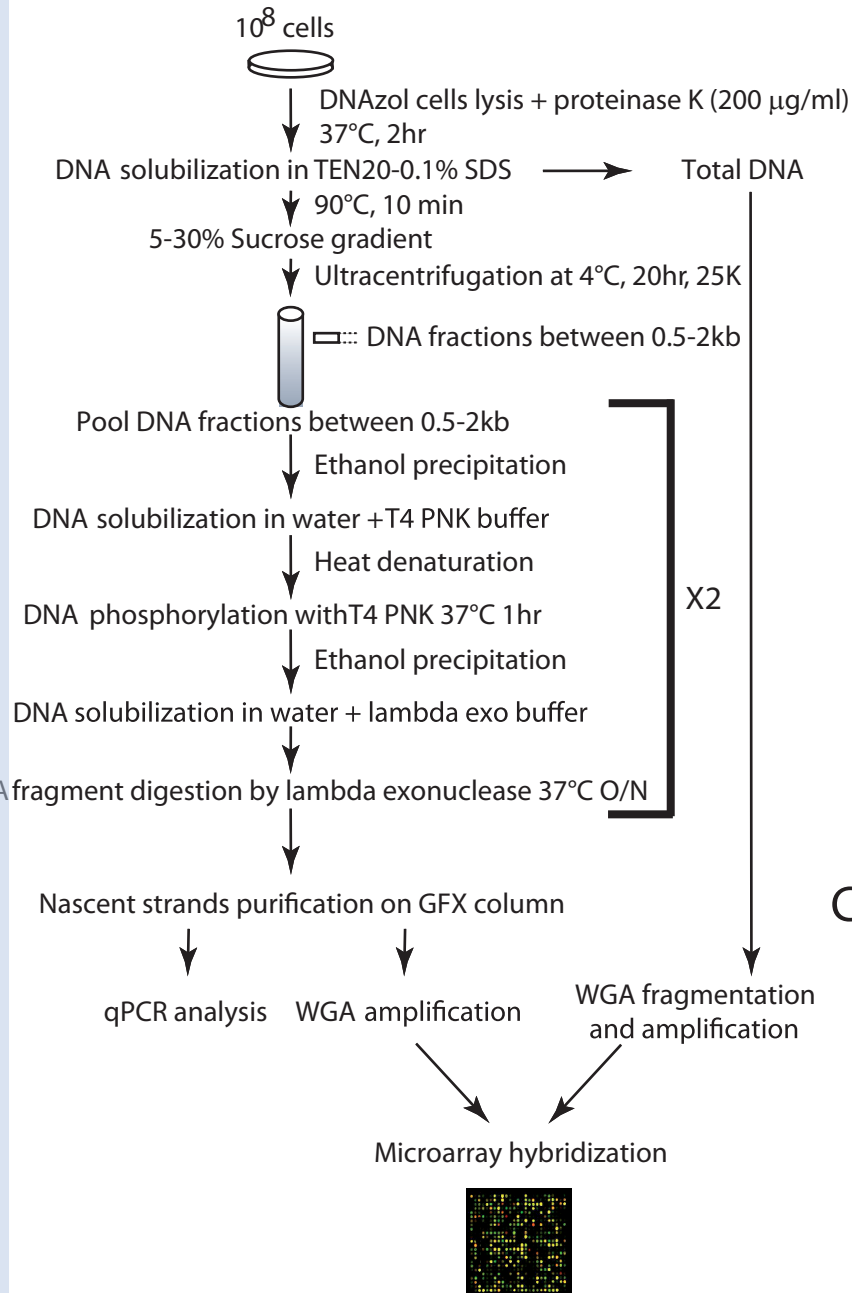 10⁸ cells
DNAzol cells lysis + proteinase K (200 µg/ml)
37°C, 2hr
DNA solubilization in TEN20-0.1% SDS
Total DNA
90°C, 10 min
5-30% Sucrose gradient
Ultracentrifugation at 4°C, 20hr, 25K
DNA fractions between 0.5-2kb
Pool DNA fractions between 0.5-2kb
Ethanol precipitation
DNA solubilization in water +T4 PNK buffer
Heat denaturation
X2
DNA phosphorylation withT4 PNK 37°C 1hr
Ethanol precipitation
DNA solubilization in water + lambda exo buffer
A fragment digestion by lambda exonuclease 37°C O/N
Nascent strands purification on GFX column
qPCR analysis
WGA amplification
WGA fragmentation
and amplification
Microarray hybridization